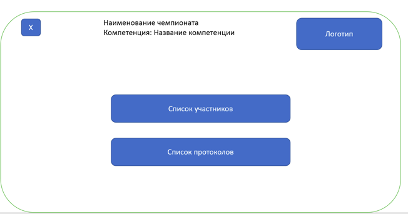 X
Наименование чемпионата
Компетенция: Название компетенции
Логотип
Список участников
Список протоколов